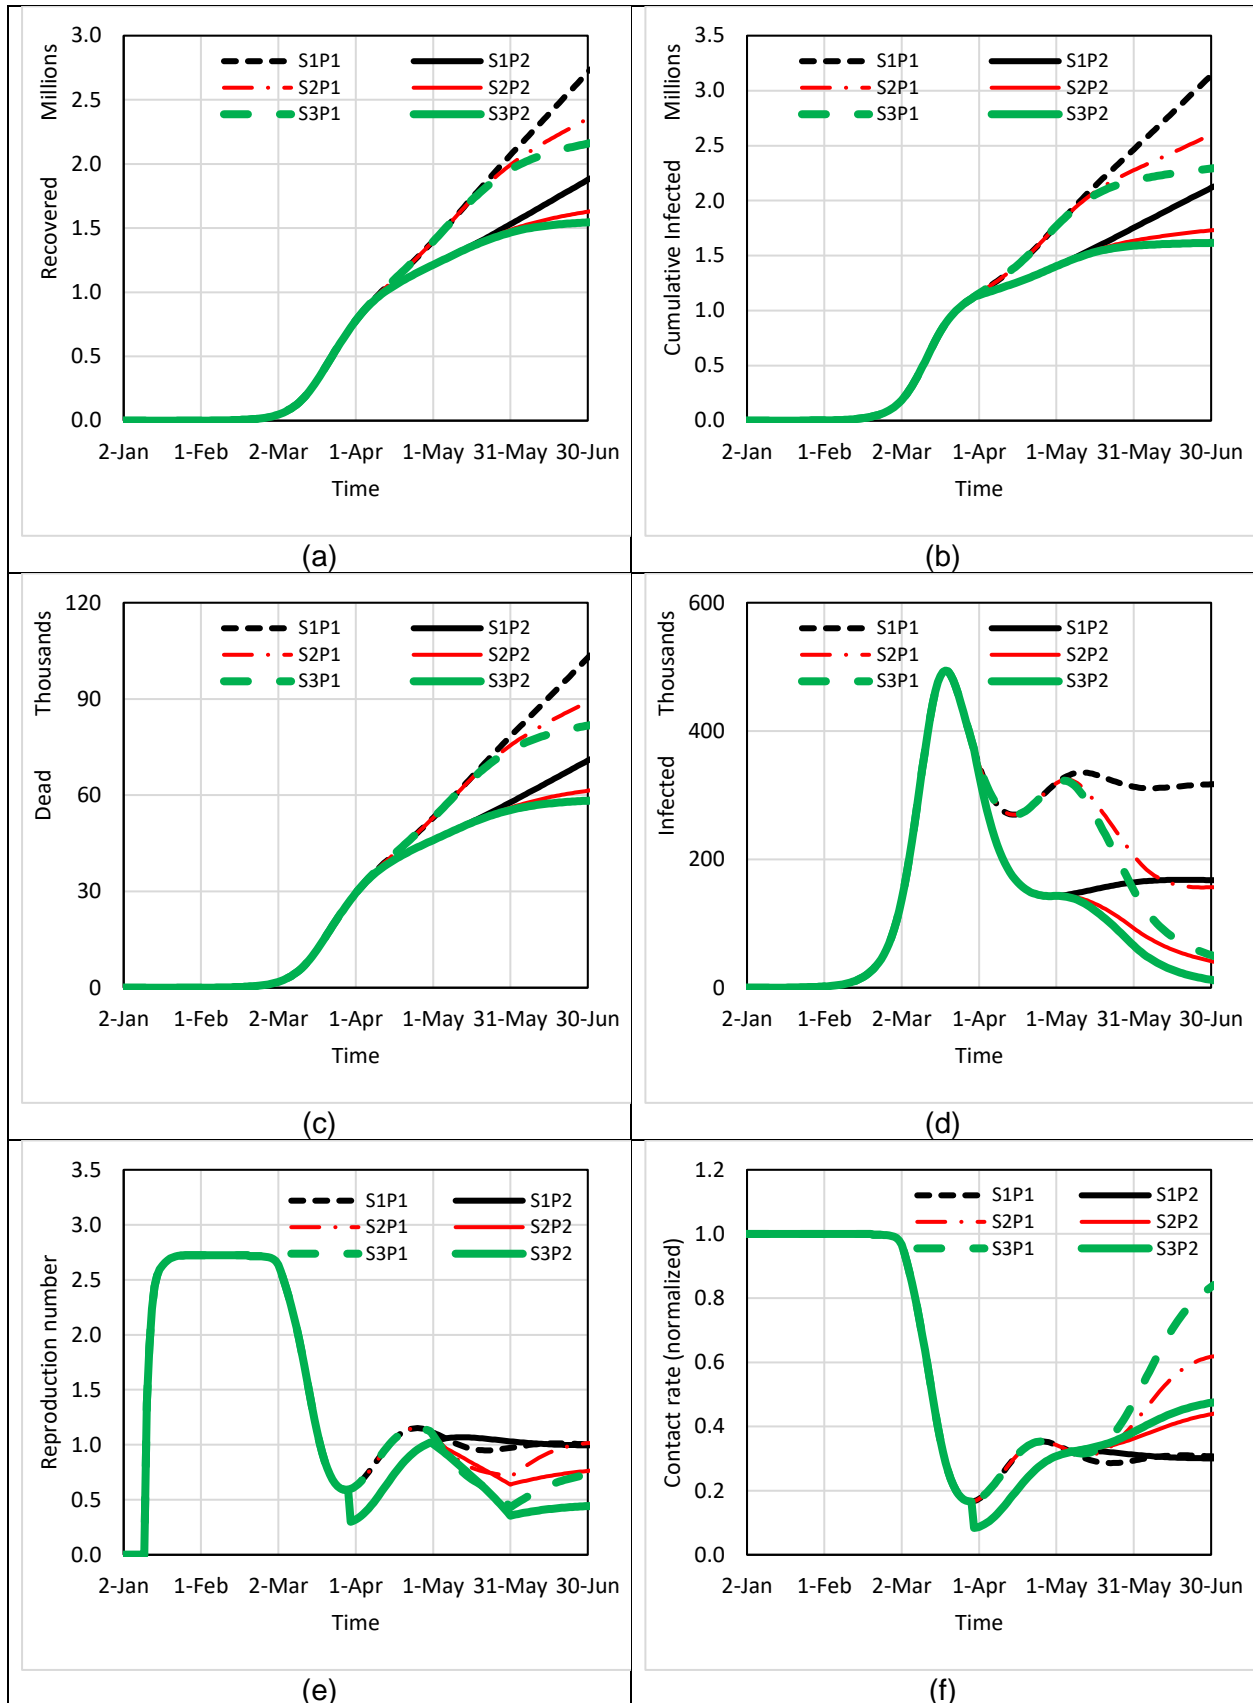 Millions
Recovered
3.0
2.5
2.0
1.5
1.0
0.5
0.0
S1P1 S1P2
S2P1 S2P2
S3P1 S3P2
2-Jan 1-Feb 2-Mar 1-Apr 1-May 31-May 30-Jun
Time
(a)
Millions
Cumulative Infected
3.5
3.0
2.5
2.0
1.5
1.0
0.5
0.0
S1P1 S1P2
S2P1 S2P2
S3P1 S3P2
2-Jan 1-Feb 2-Mar 1-Apr 1-May 31-May 30-Jun
Time
(b)
Thousands
Dead
120
90
60
30
0
S1P1 S1P2
S2P1 S2P2
S3P1 S3P2
2-Jan 1-Feb 2-Mar 1-Apr 1-May 31-May 30-Jun
Time
(c)
Thousands
Infected
600
400
200
0
S1P1 S1P2
S2P1 S2P2
S3P1 S3P2
2-Jan 1-Feb 2-Mar 1-Apr 1-May 31-May 30-Jun
Time
(d)
Reproduction number
3.5
3.0
2.5
2.0
1.5
1.0
0.5
0.0
S1P1 S1P2
S2P1 S2P2
S3P1 S3P2
2-Jan 1-Feb 2-Mar 1-Apr 1-May 31-May 30-Jun
Time
(e)
Contact rate (normalized)
1.2
1.0
0.8
0.6
0.4
0.2
0.0
S1P1 S1P2
S2P1 S2P2
S3P1 S3P2
2-Jan 1-Feb 2-Mar 1-Apr 1-May 31-May 30-Jun
Time
(f)